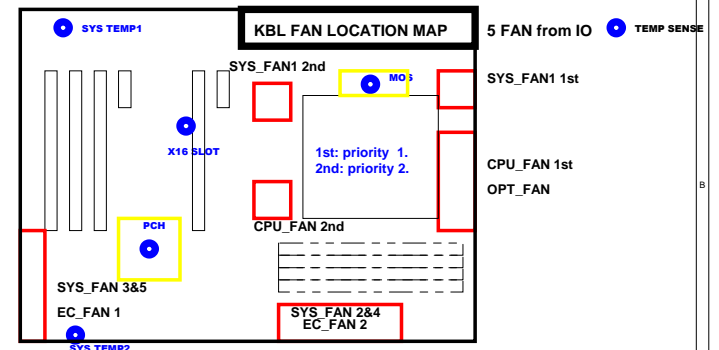 SYS TEMP1
KBL FAN LOCATION MAP
5 FAN from IO
TEMP SENSE
SYS_FAN1 2nd
MOS
SYS_FAN1 1st
X16 SLOT
1st: priority 1.
2nd: priority 2.
CPU_FAN 1st
OPT_FAN
B
PCH
CPU_FAN 2nd
SYS_FAN 3&5
EC_FAN 1
SYS_FAN 2&4
EC_FAN 2
SYS TEMP2